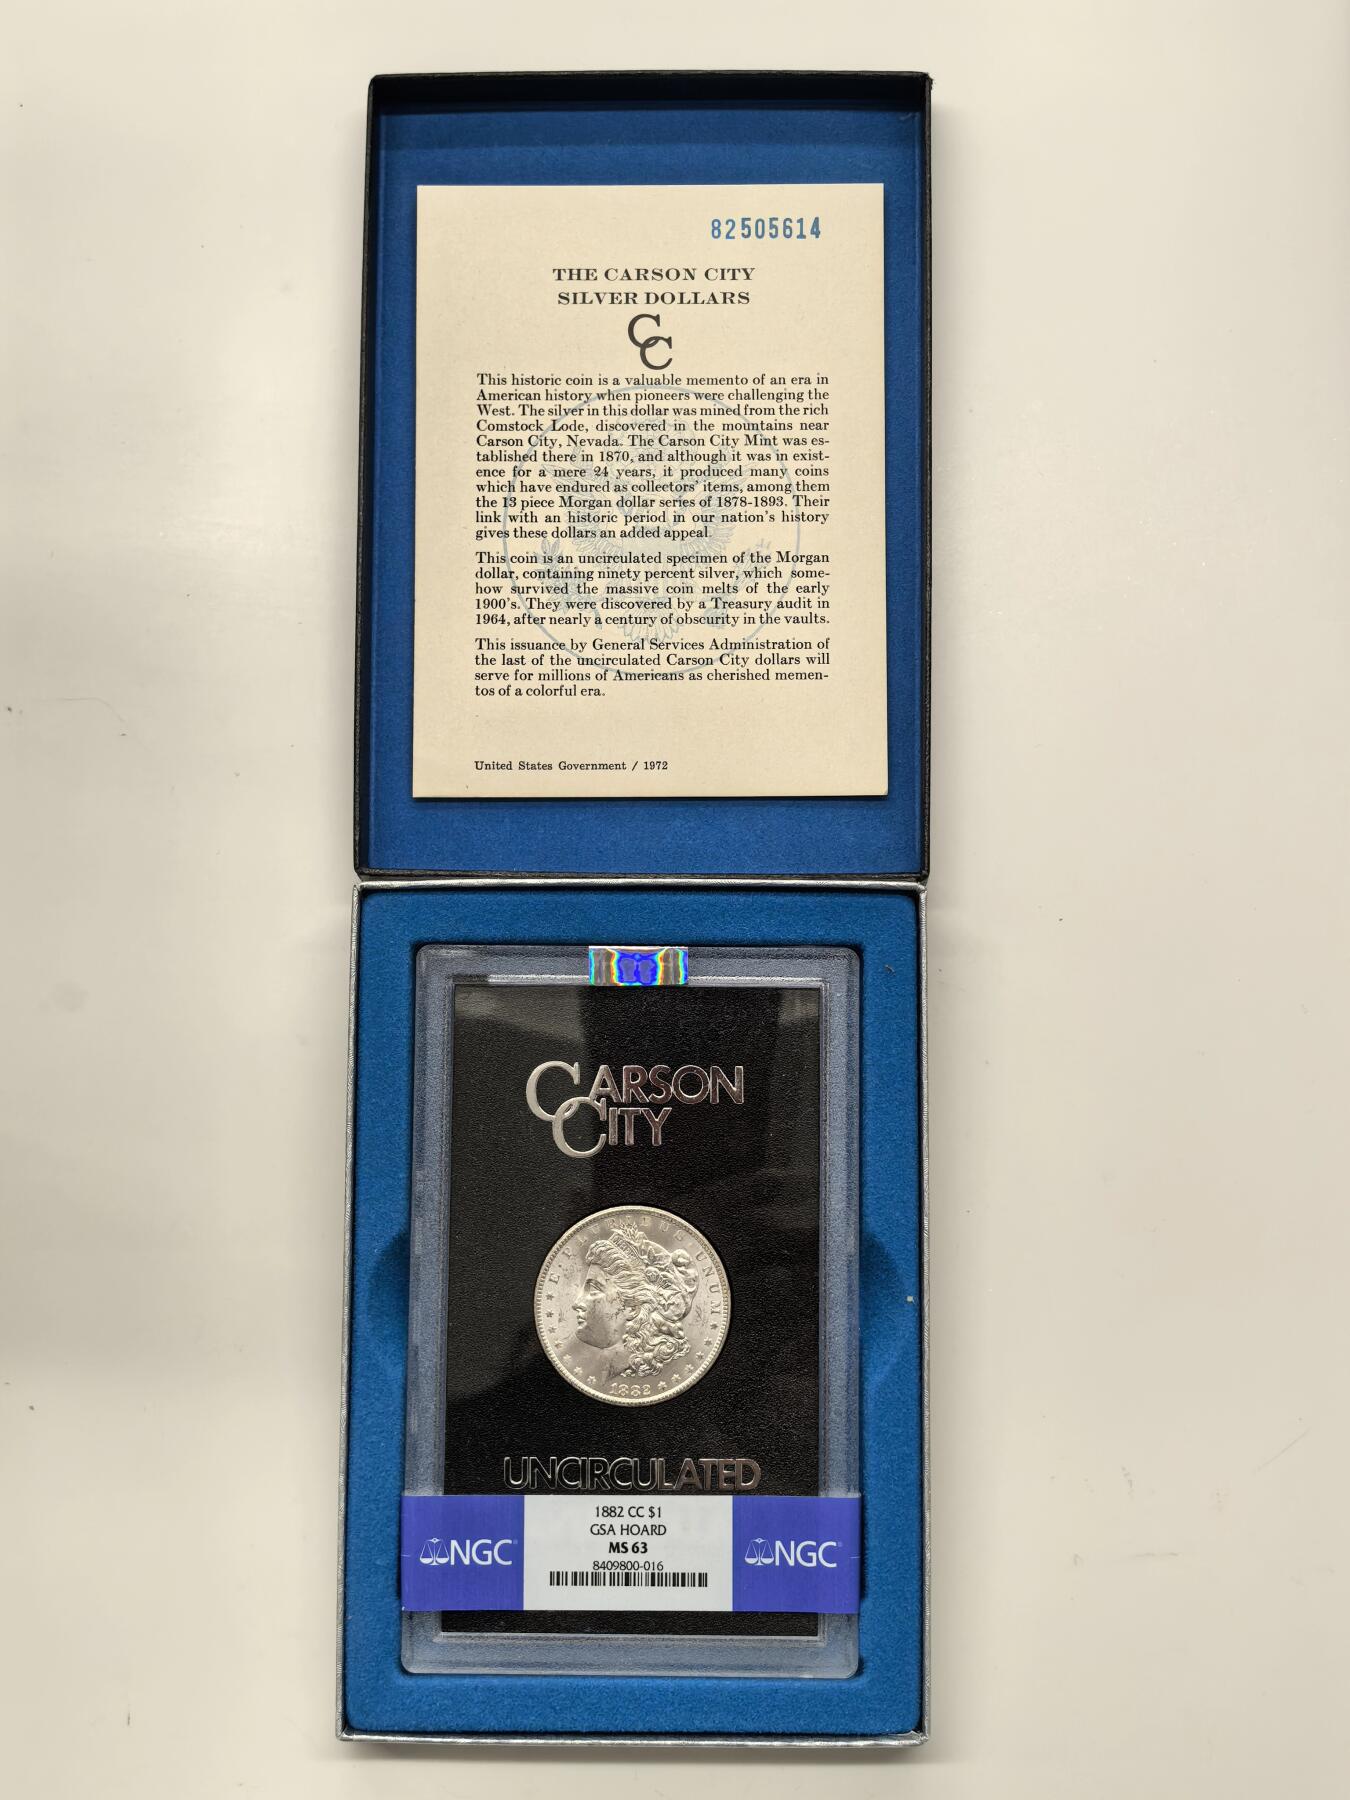 82505614
THE CARSON CITY
SILVER DOLLARS
CC
This historic coin is a valuable memento of an era in
American history when pioneers were challenging the
West. The silver in this dollar was mined from the rich
Comstock Lode, discovered in the mountains near
Carson City, Nevada. The Carson City Mint was es-
tablished there in 1870, and although it was in exist-
ence for a mere 24 years, it produced many coins
which have endured as collectors' items, among them
the 13 piece Morgan dollar series of 1878-1893. Their
link with an historic period in our nation's history
gives these dollars an added appeal.
This coin is an uncirculated specimen of the Morgan
dollar, containing ninety percent silver, which some-
how survived the massive coin melts of the early
1900's. They were discovered by a Treasury audit in
1964, after nearly a century of obscurity in the vaults.
This issuance by General Services Administration of
the last of the uncirculated Carson City dollars will
serve for millions of Americans as cherished memen-
tos of a colorful era.
United States Government / 1972
CARSON
CITY
E · PLURIBUS UNUM
1882
UNCIRCULATED
1882 CC $1
GSA HOARD
MS 63
8409800-016
NGC
NGC